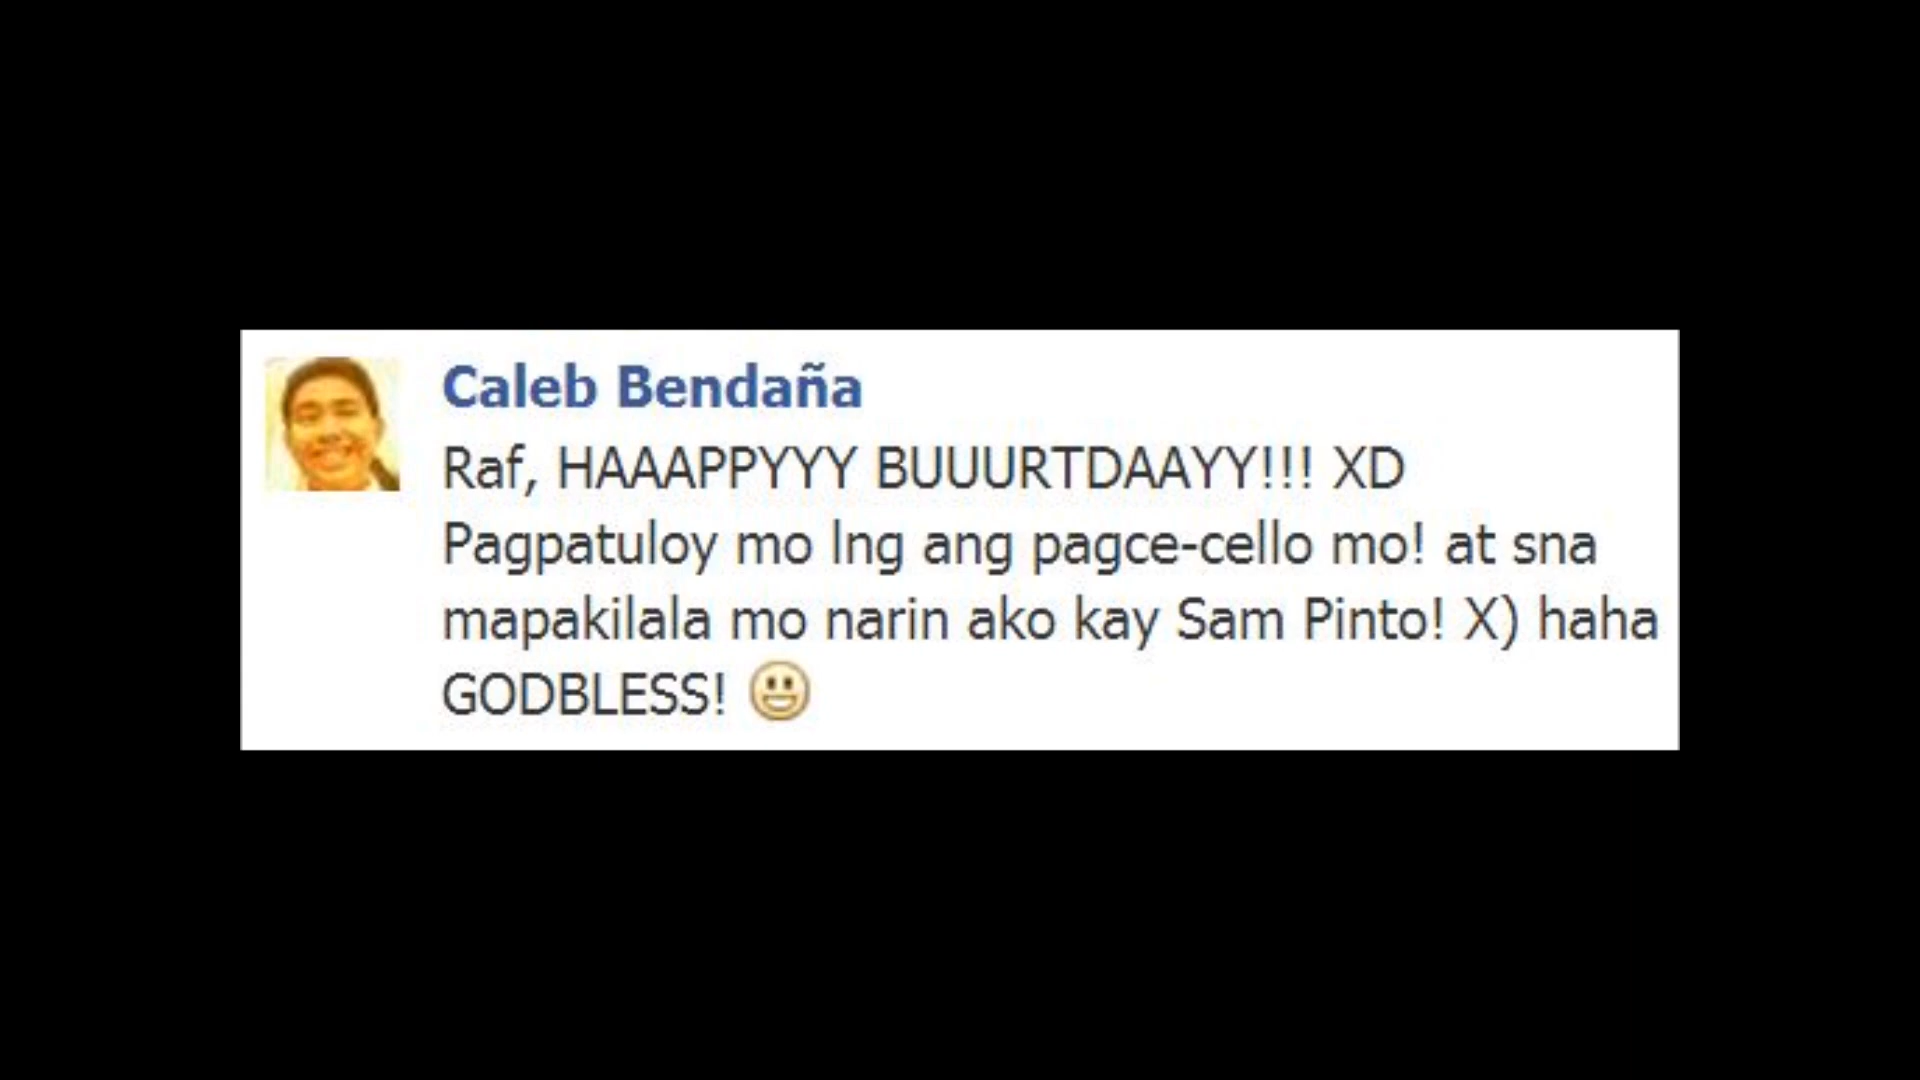 Caleb Bendaña
Raf, HAAAPPYYY BUUURTDAAYY!!! XD
Pagpatuloy mo lng ang pagce-cello mo! at sna
mapakilala mo narin ako kay Sam Pinto! X) haha
GODBLESS! 😃